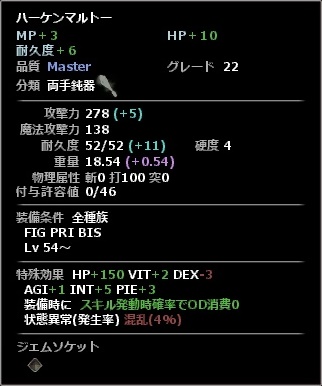 ハーケンマルトー
MP+3 HP+10
耐久度+6
品質 Master グレード 22
分類 両手鈍器
攻撃力 278 (+5)
魔法攻撃力 138
耐久度 52/52 (+11) 硬度 4
重量 18.54 (+0.54)
物理属性 斬0 打100 突0
付与許容値 0/46
装備条件 全種族
FIG PRI BIS
Lv 54～
特殊効果 HP+150 VIT+2 DEX-3
AGI+1 INT+5 PIE+3
装備時に スキル発動時確率でOD消費0
状態異常(発生率) 混乱(4%)
ジェムソケット